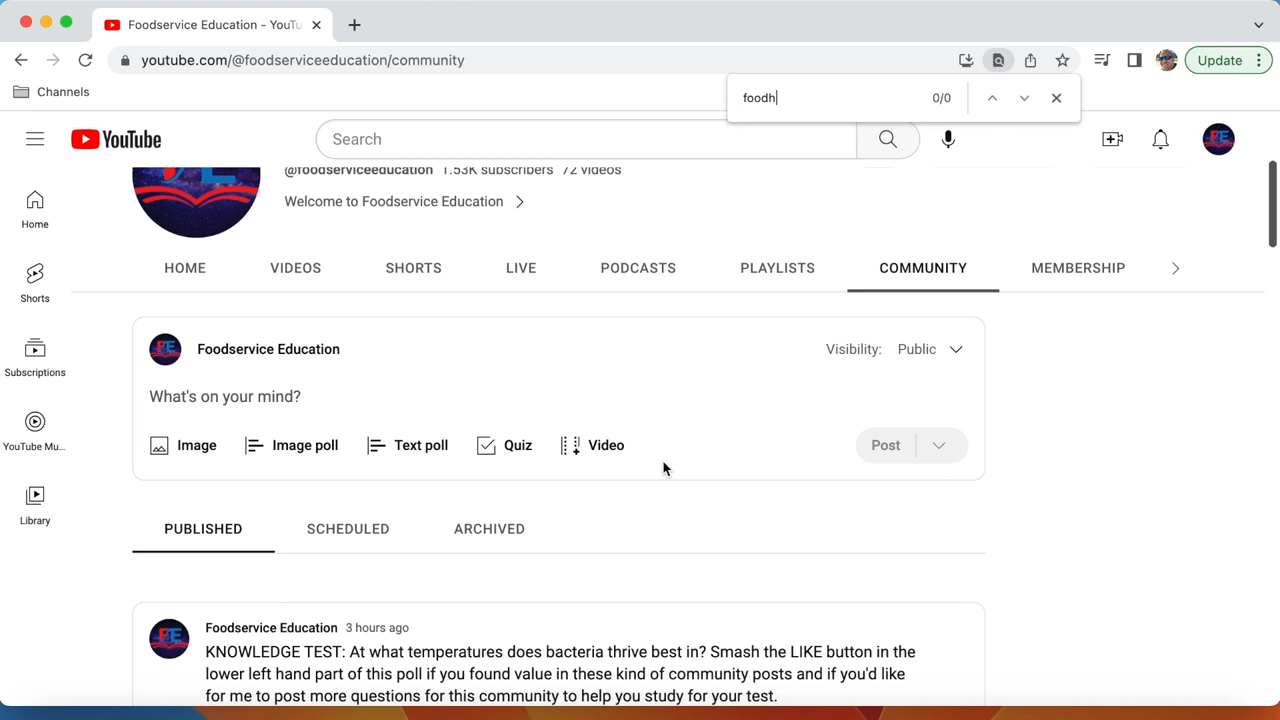 Foodservice Education - YouTu
youtube.com/@foodserviceeducation/community
Update
Channels
foodh
0/0
YouTube
Search
@foodserviceeducation 1.53K subscribers 72 videos
Welcome to Foodservice Education
HOME
VIDEOS
SHORTS
LIVE
PODCASTS
PLAYLISTS
COMMUNITY
MEMBERSHIP
Home
Shorts
Subscriptions
YouTube Mu...
Library
Foodservice Education
Visibility: Public
What's on your mind?
Image
Image poll
Text poll
Quiz
Video
Post
PUBLISHED
SCHEDULED
ARCHIVED
FE
Foodservice Education 3 hours ago
KNOWLEDGE TEST: At what temperatures does bacteria thrive best in? Smash the LIKE button in the
lower left hand part of this poll if you found value in these kind of community posts and if you'd like
for me to post more questions for this community to help you study for your test.